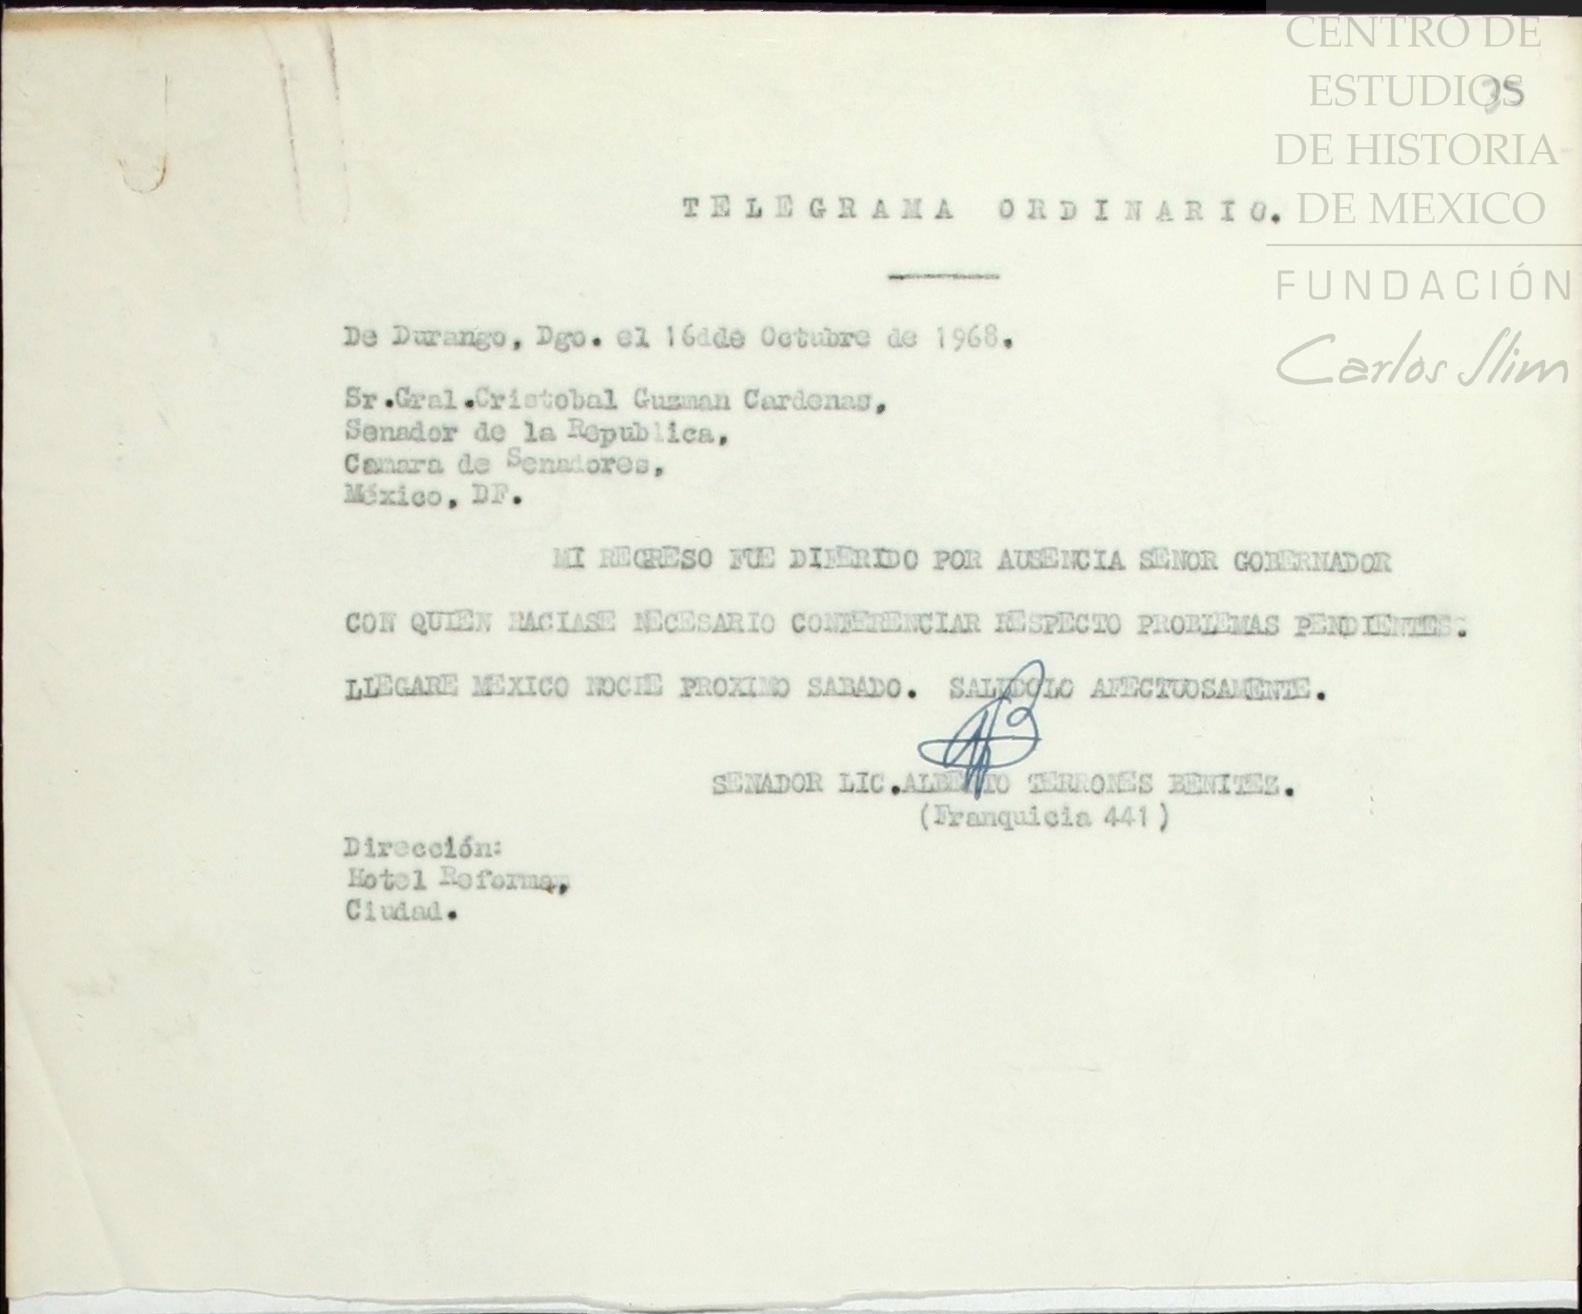 CENTRO DE
ESTUDIOS
DE HISTORIA
DE MEXICO
FUNDACIÓN
Carlos Slim
35
TELEGRAMA ORDINARIO.
De Durango, Dgo. el 16dde Octubre de 1968.
Sr.Gral.Cristobal Guzman Cardenas,
Senador de la Republica,
Camara de Senadores,
México, DF.
MI REGRESO FUE DIFERIDO POR AUSENCIA SENOR GOBERNADOR
CON QUIEN HACIASE NECESARIO CONFERENCIAR RESPECTO PROBLEMAS PENDIENTES.
LLEGARE MEXICO NOCHE PROXIMO SABADO. SALUDOLO AFECTUOSAMENTE.
SENADOR LIC.ALBERTO TERRONES BENITEZ.
(Franquicia 441)
Dirección:
Hotel Reforma,
Ciudad.